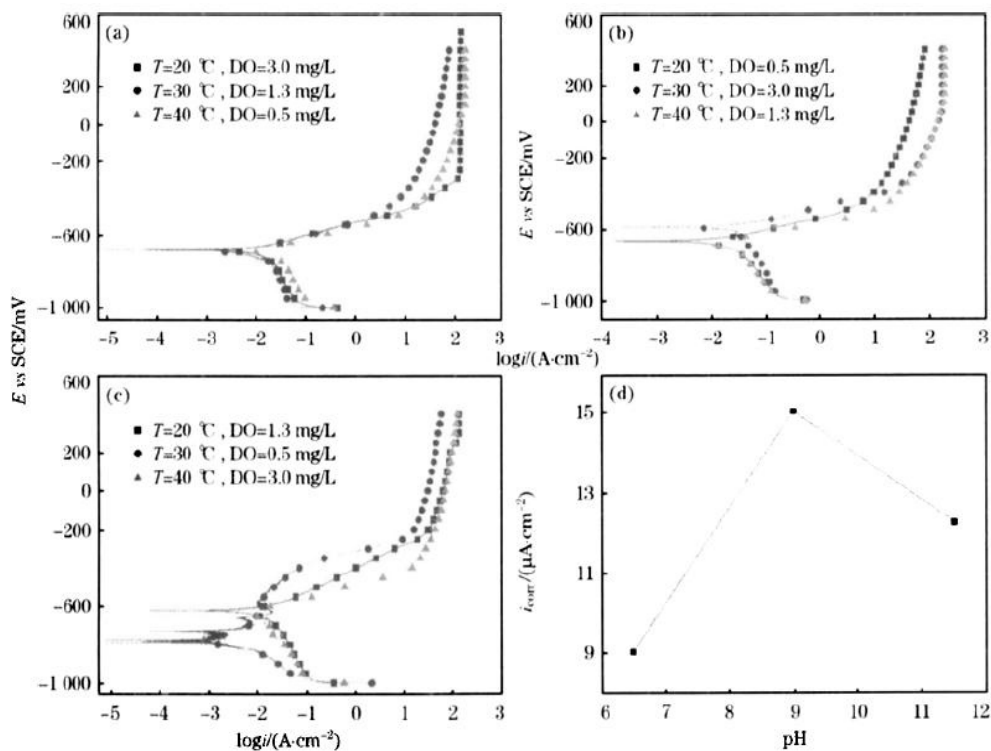 (a)
T=20 ℃, DO=3.0 mg/L
T=30 ℃, DO=1.3 mg/L
T=40 ℃, DO=0.5 mg/L
600
200
0
-200
-600
-1 000
-5 -4 -3 -2 -1 0 1 2 3
(b)
T=20 ℃, DO=0.5 mg/L
T=30 ℃, DO=3.0 mg/L
T=40 ℃, DO=1.3 mg/L
600
200
0
-200
-600
-1 000
-4 -3 -2 -1 0 1 2 3
logi/(A·cm⁻²)
E vs SCE/mV
E vs SCE/mV
(c)
T=20 ℃, DO=1.3 mg/L
T=30 ℃, DO=0.5 mg/L
T=40 ℃, DO=3.0 mg/L
600
200
0
-200
-600
-1 000
-5 -4 -3 -2 -1 0 1 2 3
logi/(A·cm⁻²)
(d)
15
13
11
9
i_corr/(μA·cm⁻²)
6 7 8 9 10 11 12
pH